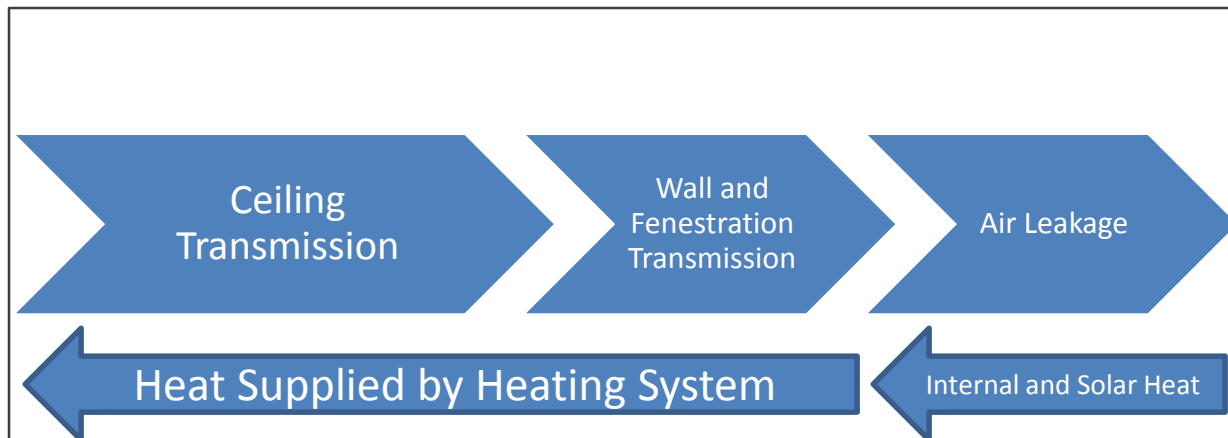 Ceiling
Transmission
Wall and
Fenestration
Transmission
Air Leakage
Heat Supplied by Heating System
Internal and Solar Heat